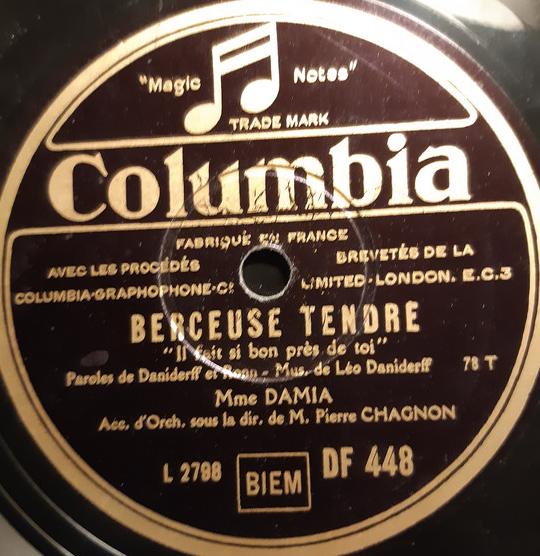 "Magic Notes"
TRADE MARK
Columbia
FABRIQUÉ EN FRANCE
AVEC LES PROCÉDÉS BREVETÉS DE LA
COLUMBIA-GRAPHOPHONE-Cº LIMITED-LONDON. E.C.3
BERCEUSE TENDRE
"Il fait si bon près de toi"
Paroles de Daniderff et Ronn - Mus. de Léo Daniderff 78 T
Mme DAMIA
Acc. d'Orch. sous la dir. de M. Pierre CHAGNON
L 2798 BIEM DF 448